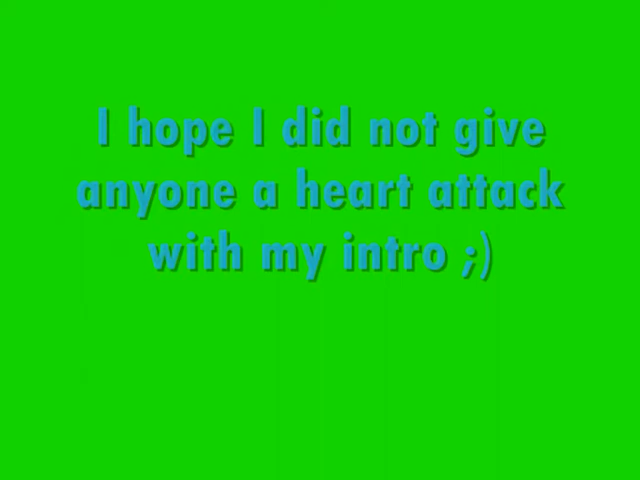 I hope I did not give
anyone a heart attack
with my intro ;)